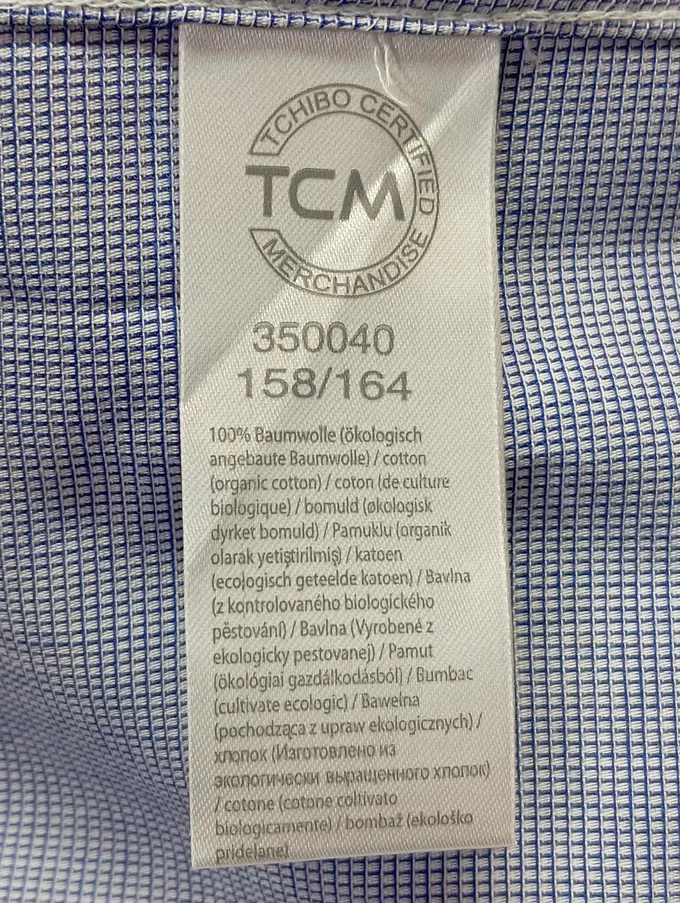 TCHIBO CERTIFIED
TCM
MERCHANDISE
350040
158/164
100% Baumwolle (ökologisch
angebaute Baumwolle) / cotton
(organic cotton) / coton (de culture
biologique) / bomuld (økologisk
dyrket bomuld) / Pamuklu (organik
olarak yetiştirilmiş) / katoen
(ecologisch geteelde katoen) / Bavlna
(z kontrolovaného biologického
pěstování) / Bavlna (Vyrobené z
ekologicky pestovanej) / Pamut
(ökológiai gazdálkodásból) / Bumbac
(cultivate ecologic) / Bawełna
(pochodząca z upraw ekologicznych) /
хлопок (Изготовлено из
экологически выращенного хлопок)
/ cotone (cotone coltivato
biologicamente) / bombaž (ekološko
pridelane)